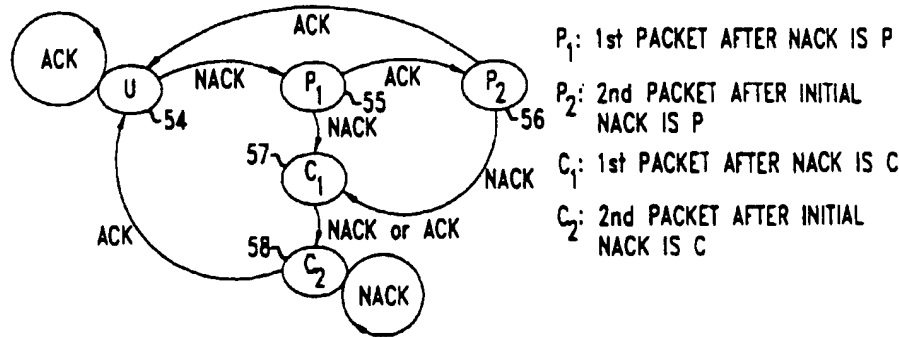 ACK
U
54
NACK
P1
55
ACK
ACK
P2
56
NACK
57
C1
NACK
NACK or ACK
58
C2
ACK
NACK
P1: 1st PACKET AFTER NACK IS P
P2: 2nd PACKET AFTER INITIAL
NACK IS P
C1: 1st PACKET AFTER NACK IS C
C2: 2nd PACKET AFTER INITIAL
NACK IS C